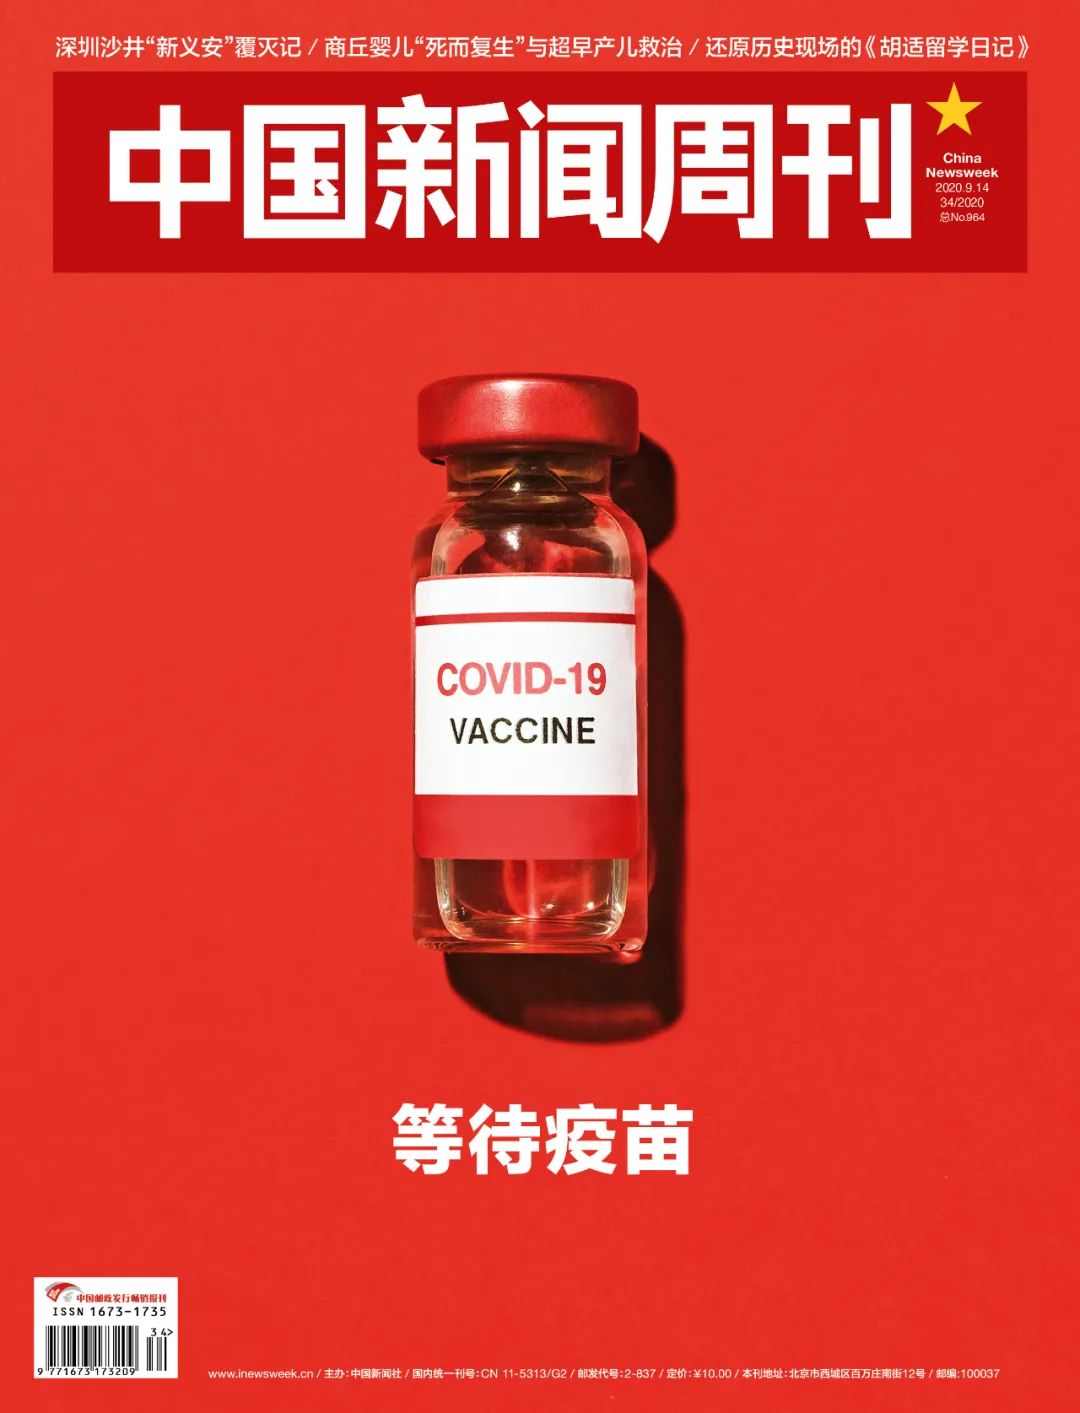 深圳沙井“新义安”覆灭记 / 商丘婴儿“死而复生”与超早产儿救治 / 还原历史现场的《胡适留学日记》
中国新闻周刊
China
Newsweek
2020.9.14
34/2020
总No.964
COVID-19
VACCINE
等待疫苗
中国邮政发行畅销报刊
ISSN 1673-1735
34>
9 771673 173209
www.inewsweek.cn / 主办:中国新闻社 / 国内统一刊号:CN 11-5313/G2 / 邮发代号:2-837 / 定价:¥10.00 / 本刊地址:北京市西城区百万庄南街12号 / 邮编:100037